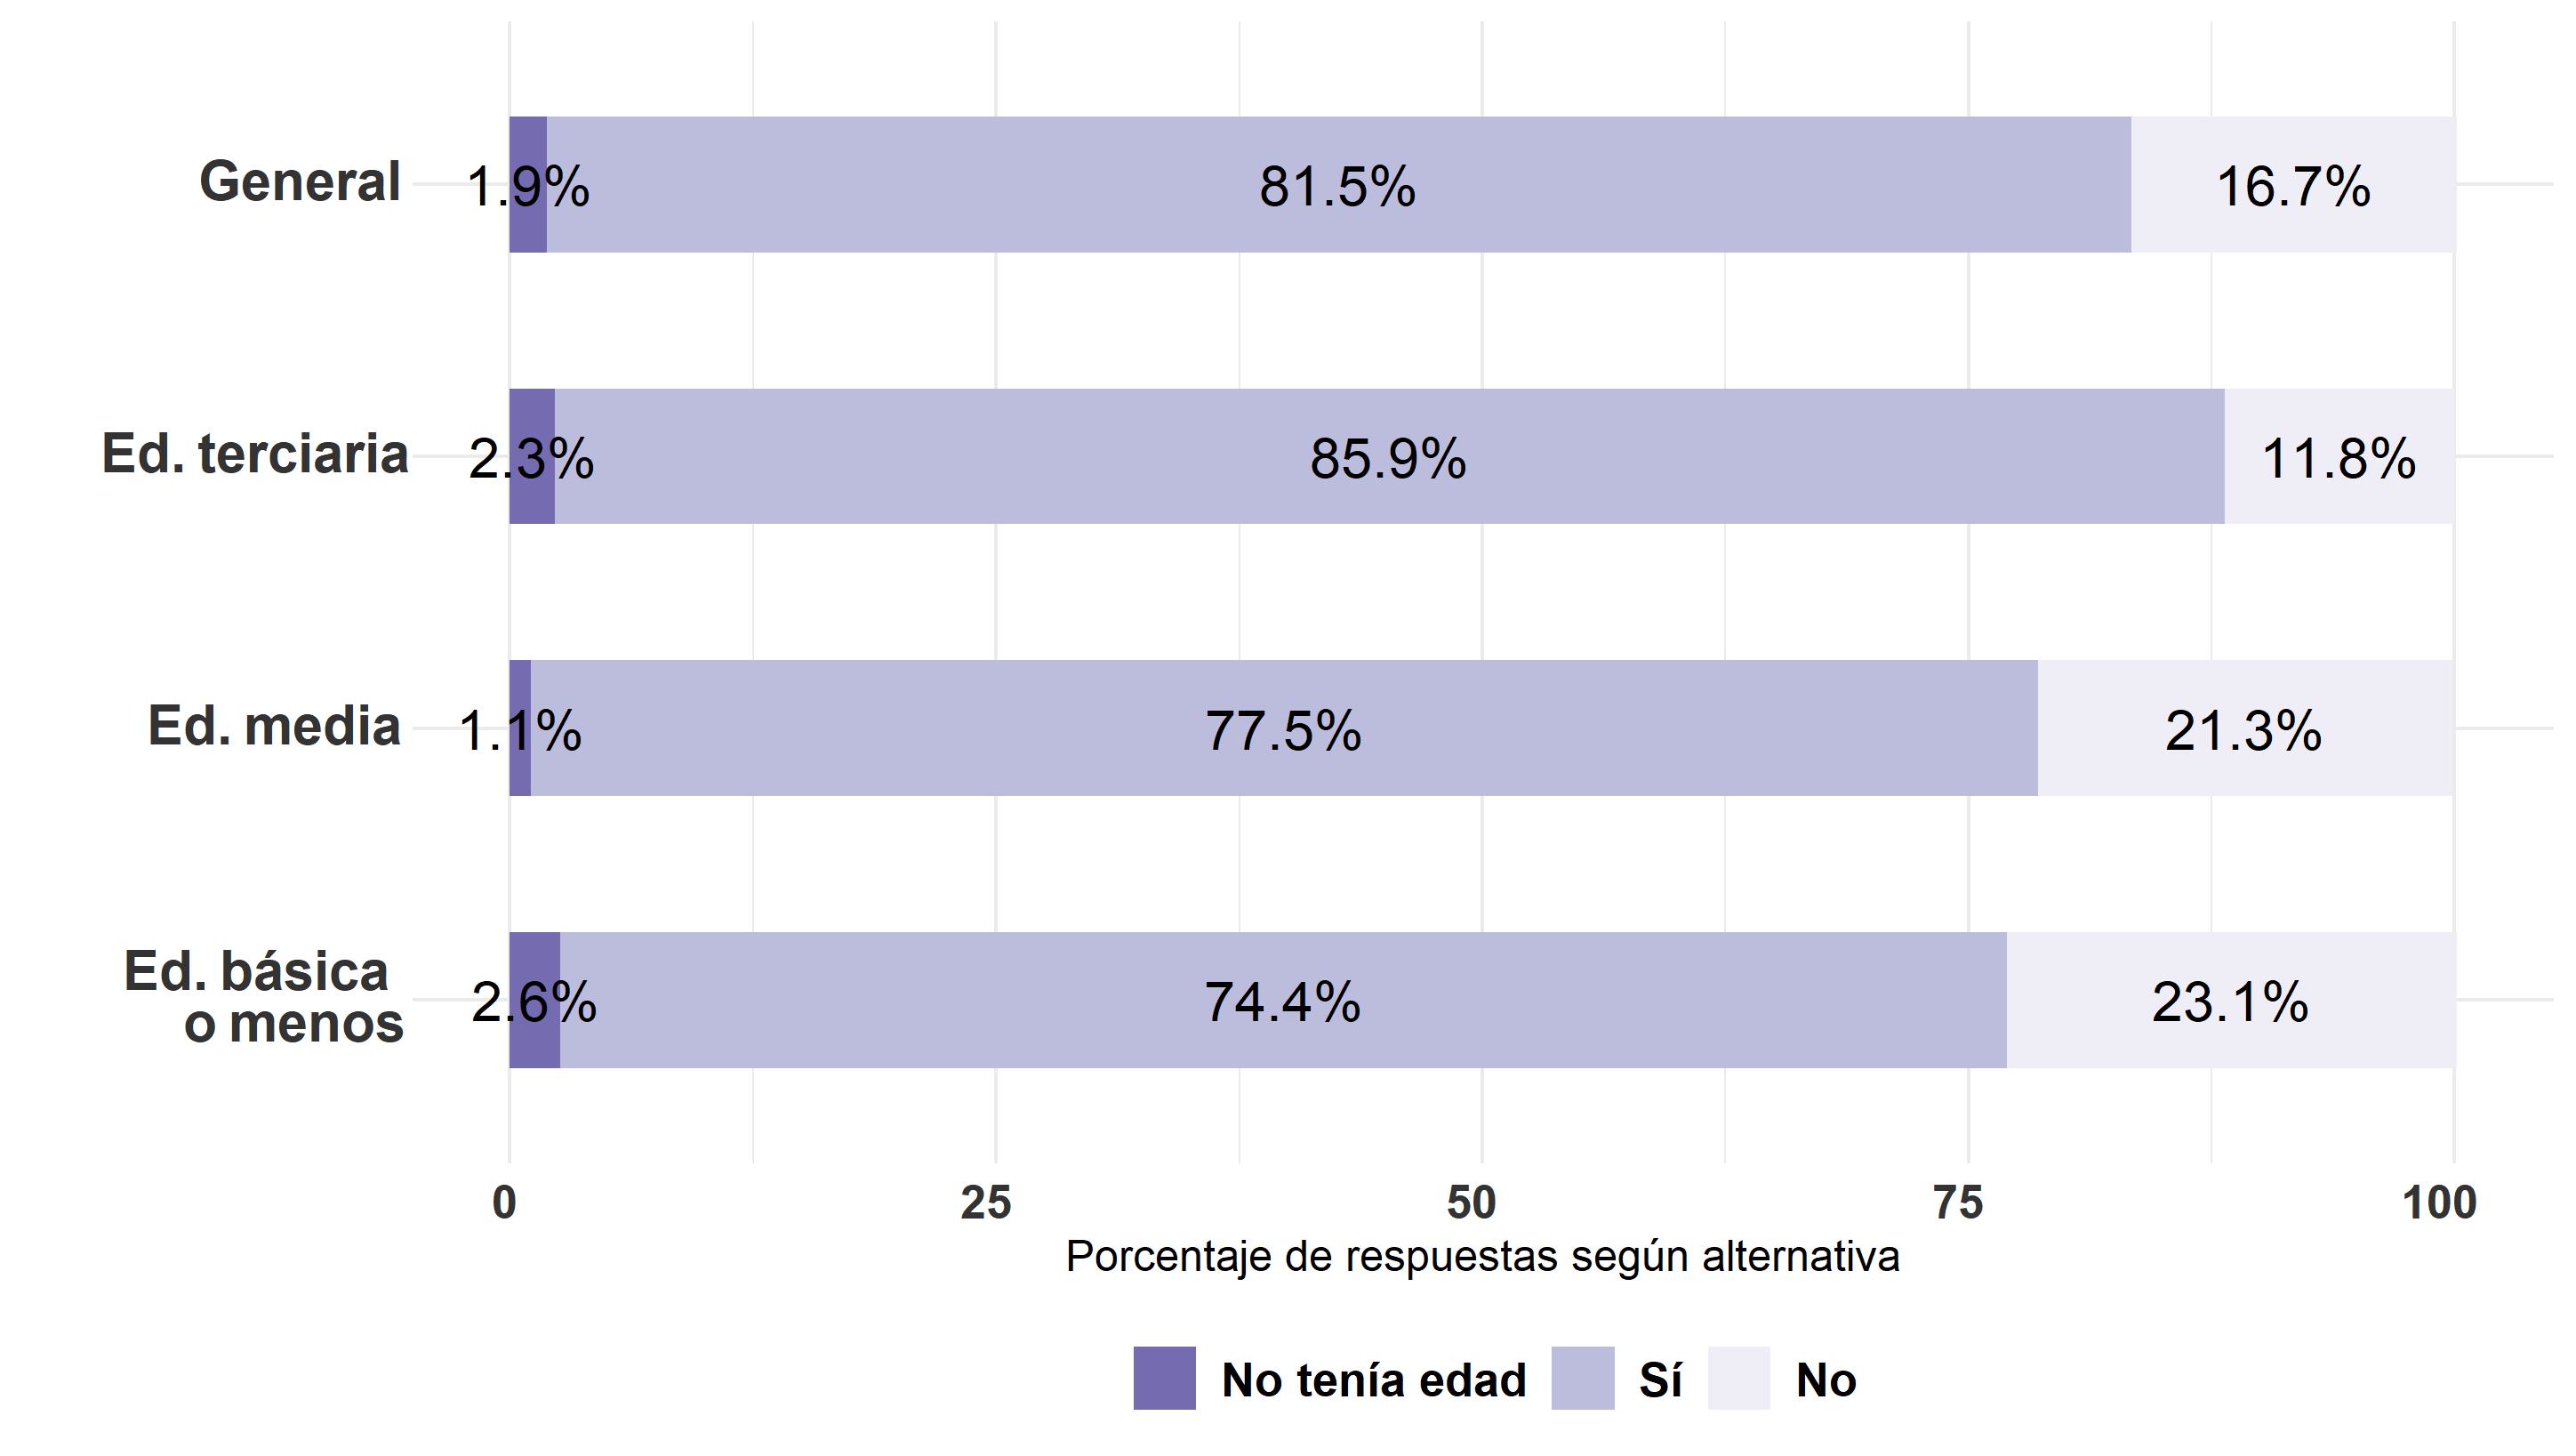 General 1.9% 81.5% 16.7%
Ed. terciaria 2.3% 85.9% 11.8%
Ed. media 1.1% 77.5% 21.3%
Ed. básica
o menos
2.6% 74.4% 23.1%
0 25 50 75 100
Porcentaje de respuestas según alternativa
No tenía edad Sí No